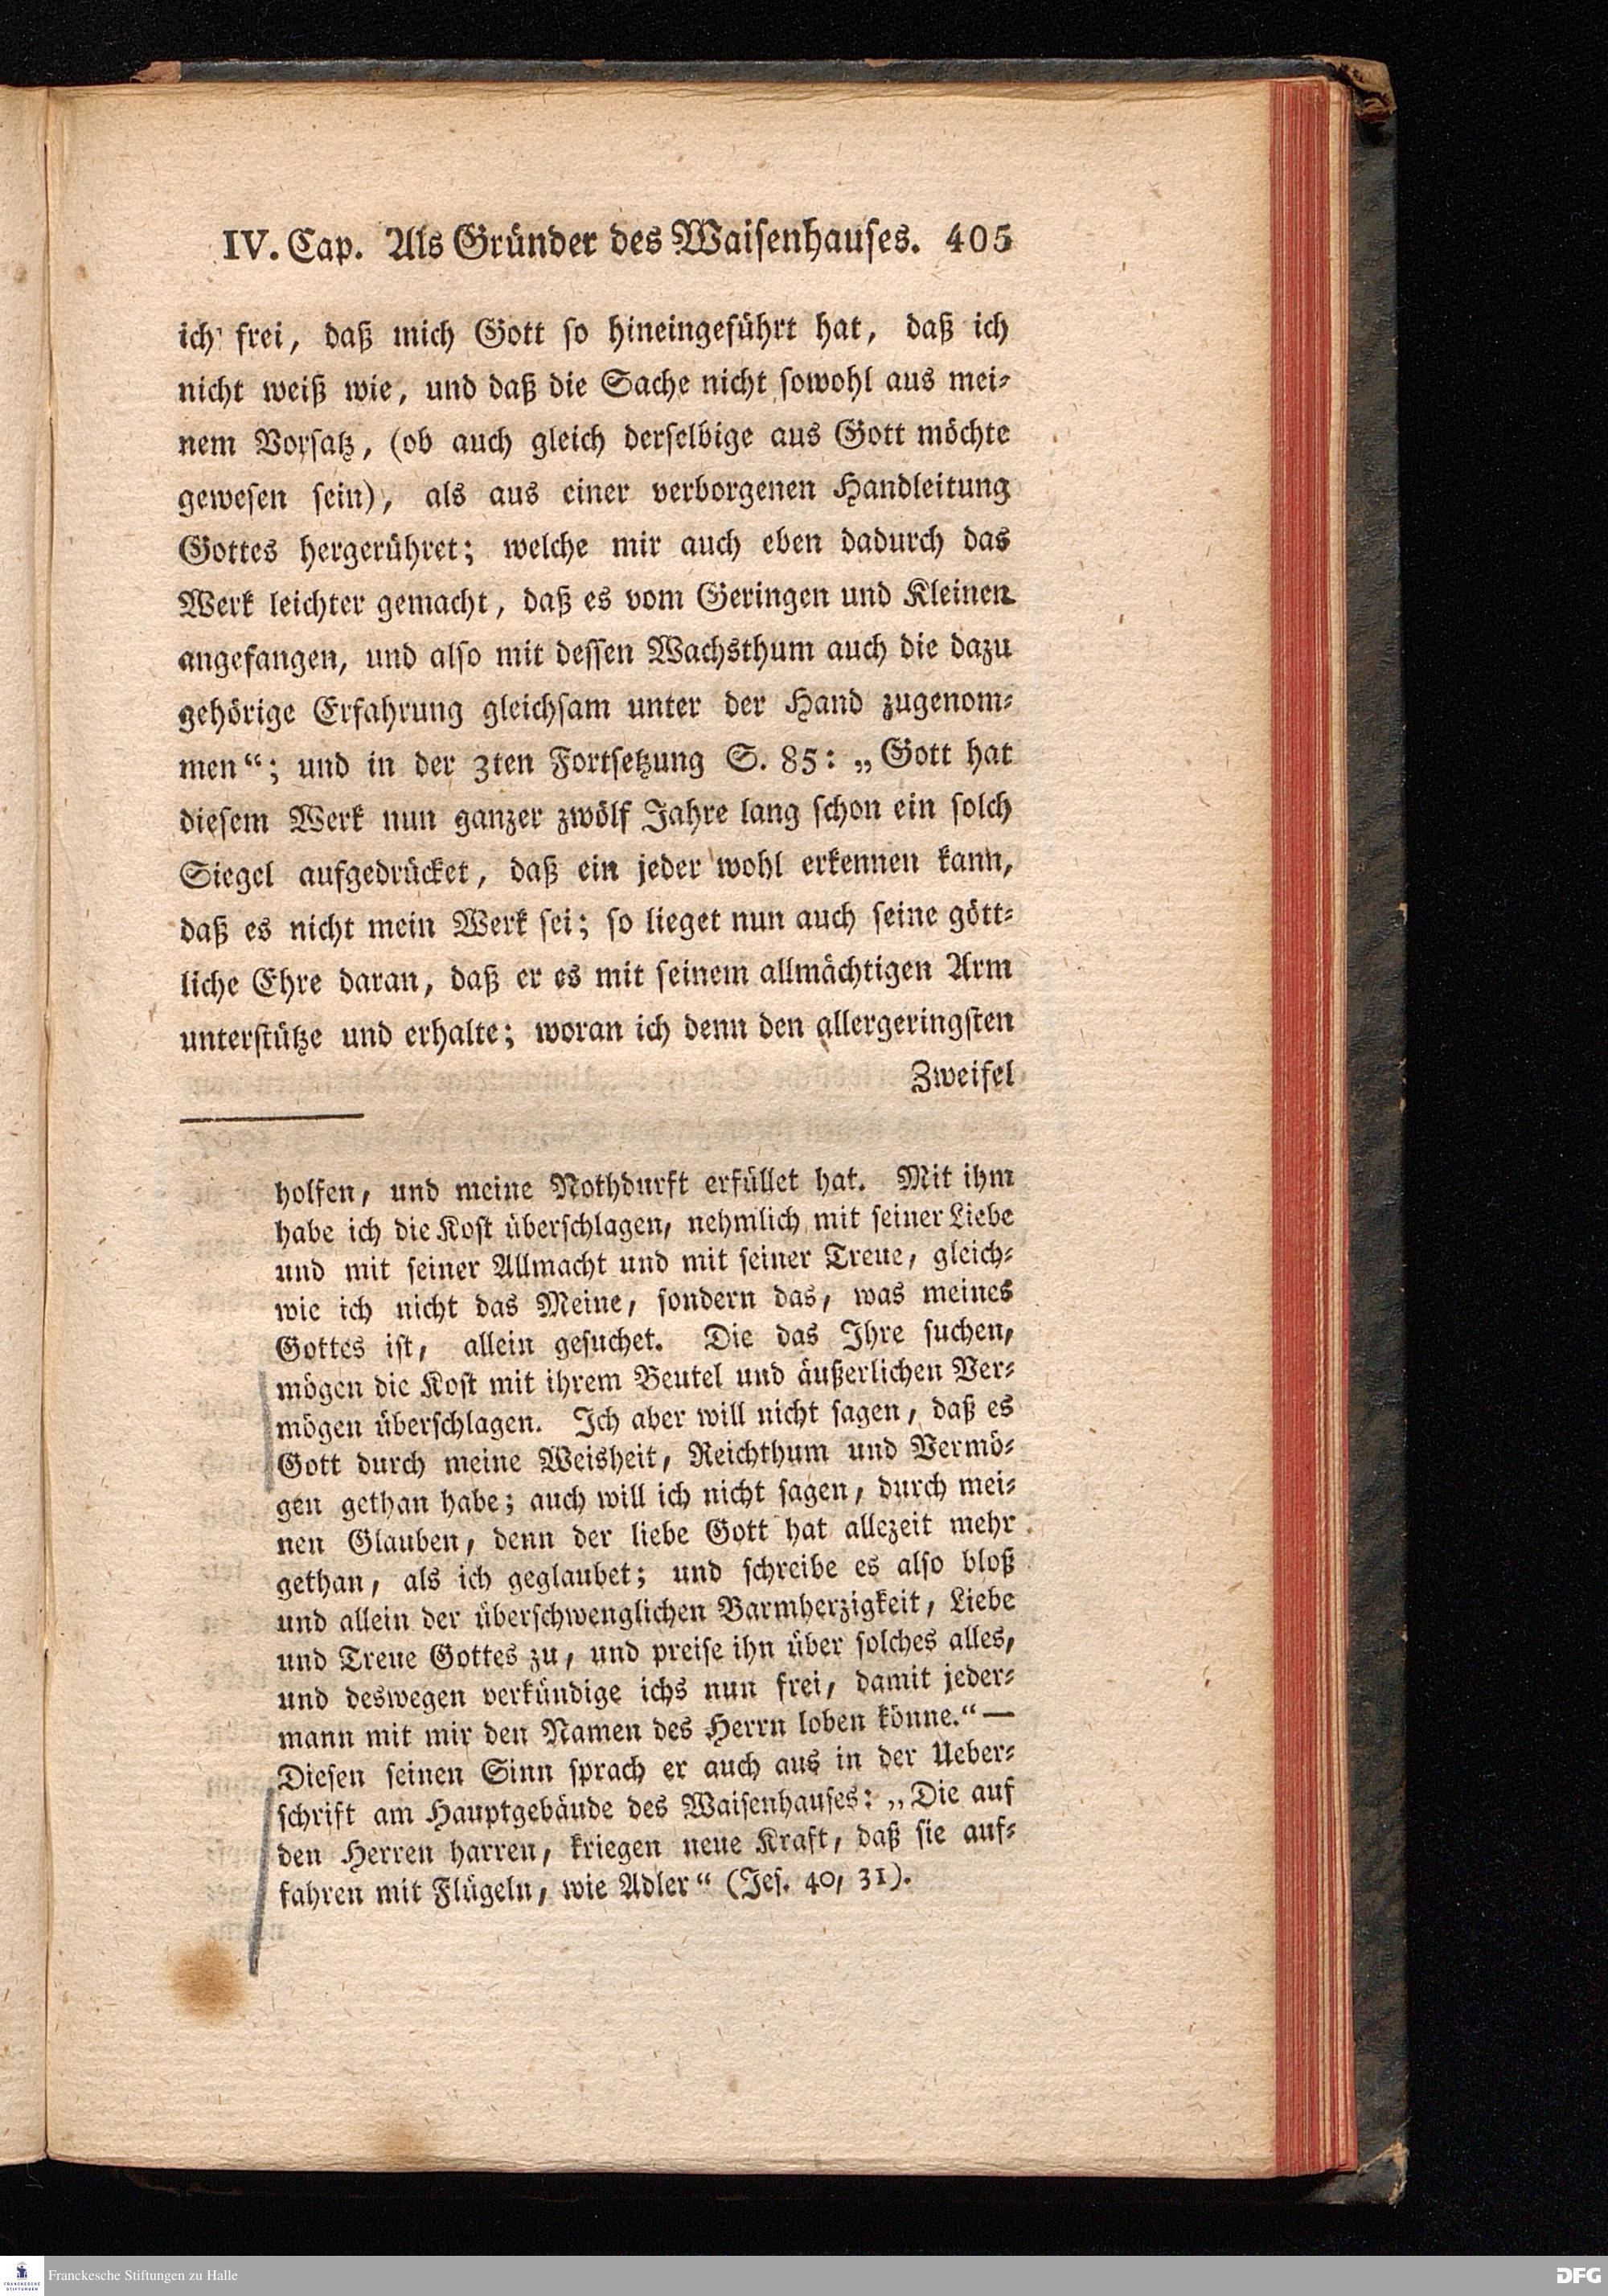 IV. Cap. Als Gründer des Waisenhauses. 405
ich frei, daß mich Gott so hineingeführt hat, daß ich
nicht weiß wie, und daß die Sache nicht sowohl aus mei-
nem Vorsatz, (ob auch gleich derselbige aus Gott möchte
gewesen sein), als aus einer verborgenen Handleitung
Gottes hergerühret; welche mir auch eben dadurch das
Werk leichter gemacht, daß es vom Geringen und Kleinen
angefangen, und also mit dessen Wachsthum auch die dazu
gehörige Erfahrung gleichsam unter der Hand zugenom-
men“; und in der 3ten Fortsetzung S. 85: „Gott hat
diesem Werk nun ganzer zwölf Jahre lang schon ein solch
Siegel aufgedrücket, daß ein jeder wohl erkennen kann,
daß es nicht mein Werk sei; so lieget nun auch seine gött-
liche Ehre daran, daß er es mit seinem allmächtigen Arm
unterstütze und erhalte; woran ich denn den allergeringsten
Zweifel
holfen, und meine Nothdurft erfüllet hat. Mit ihm
habe ich die Kost überschlagen, nehmlich mit seiner Liebe
und mit seiner Allmacht und mit seiner Treue, gleich-
wie ich nicht das Meine, sondern das, was meines
Gottes ist, allein gesuchet. Die das Ihre suchen,
mögen die Kost mit ihrem Beutel und äußerlichen Ver-
mögen überschlagen. Ich aber will nicht sagen, daß es
Gott durch meine Weisheit, Reichthum und Vermö-
gen gethan habe; auch will ich nicht sagen, durch mei-
nen Glauben, denn der liebe Gott hat allezeit mehr
gethan, als ich geglaubet; und schreibe es also bloß
und allein der überschwenglichen Barmherzigkeit, Liebe
und Treue Gottes zu, und preise ihn über solches alles,
und deswegen verkündige ichs nun frei, damit jeder-
mann mit mir den Namen des Herrn loben könne.“ —
Diesen seinen Sinn sprach er auch aus in der Ueber-
schrift am Hauptgebäude des Waisenhauses: „Die auf
den Herren harren, kriegen neue Kraft, daß sie auf-
fahren mit Flügeln, wie Adler“ (Jes. 40, 31).
FRANCKESCHE
STIFTUNGEN
Franckesche Stiftungen zu Halle
DFG